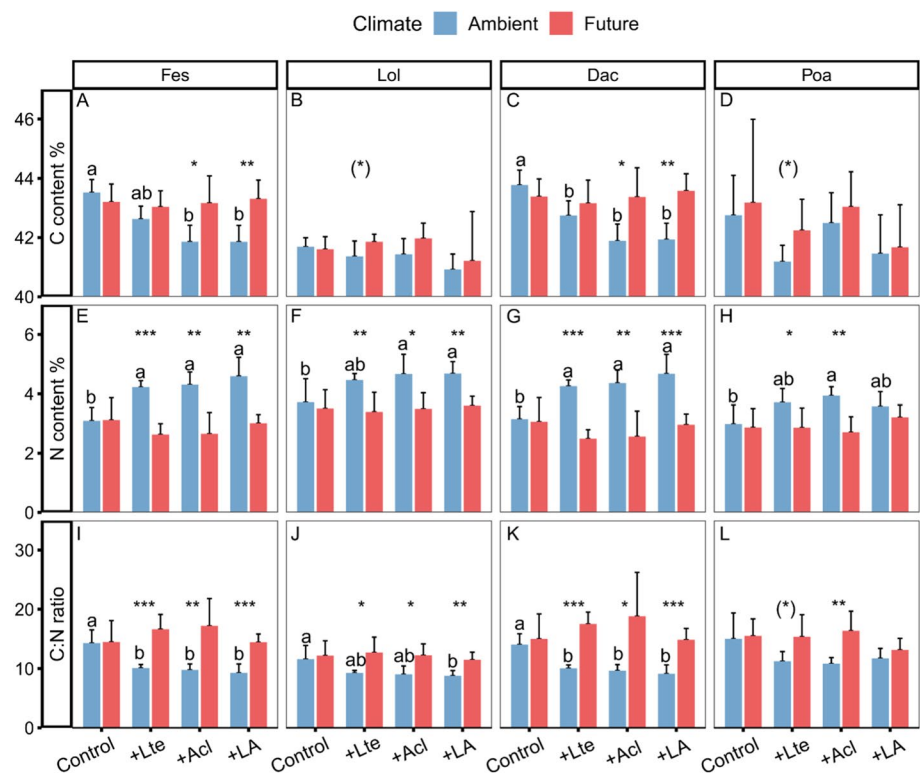 Climate Ambient Future
Fes Lol Dac Poa
C content %
46
44
42
40
A
a ab b b
* **
B
(*)
C
a b b b
* **
D
(*)
N content %
6
4
2
0
E
*** ** **
b a a a
F
** * **
b ab a a
G
*** ** ***
b a a a
H
* **
b ab a ab
C:N ratio
30
20
10
0
I
*** ** ***
a b b b
J
* * **
a ab ab b
K
*** * ***
a b b b
L
(*) **
Control +Lte +Acl +LA Control +Lte +Acl +LA Control +Lte +Acl +LA Control +Lte +Acl +LA